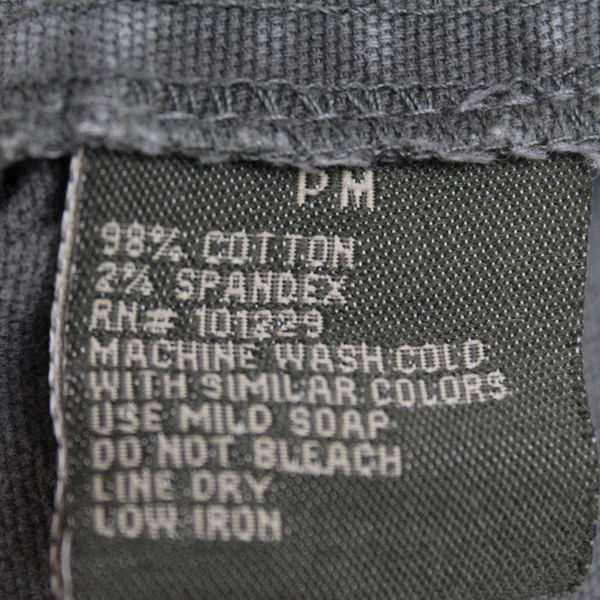 PM
98% COTTON
2% SPANDEX
RN# 101229
MACHINE WASH COLD
WITH SIMILAR COLORS
USE MILD SOAP
DO NOT BLEACH
LINE DRY
LOW IRON